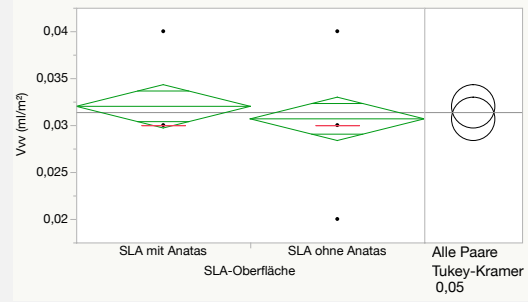 0,04
0,035
0,03
0,025
0,02
Vvv (ml/m²)
SLA mit Anatas
SLA ohne Anatas
SLA-Oberfläche
Alle Paare
Tukey-Kramer
0,05